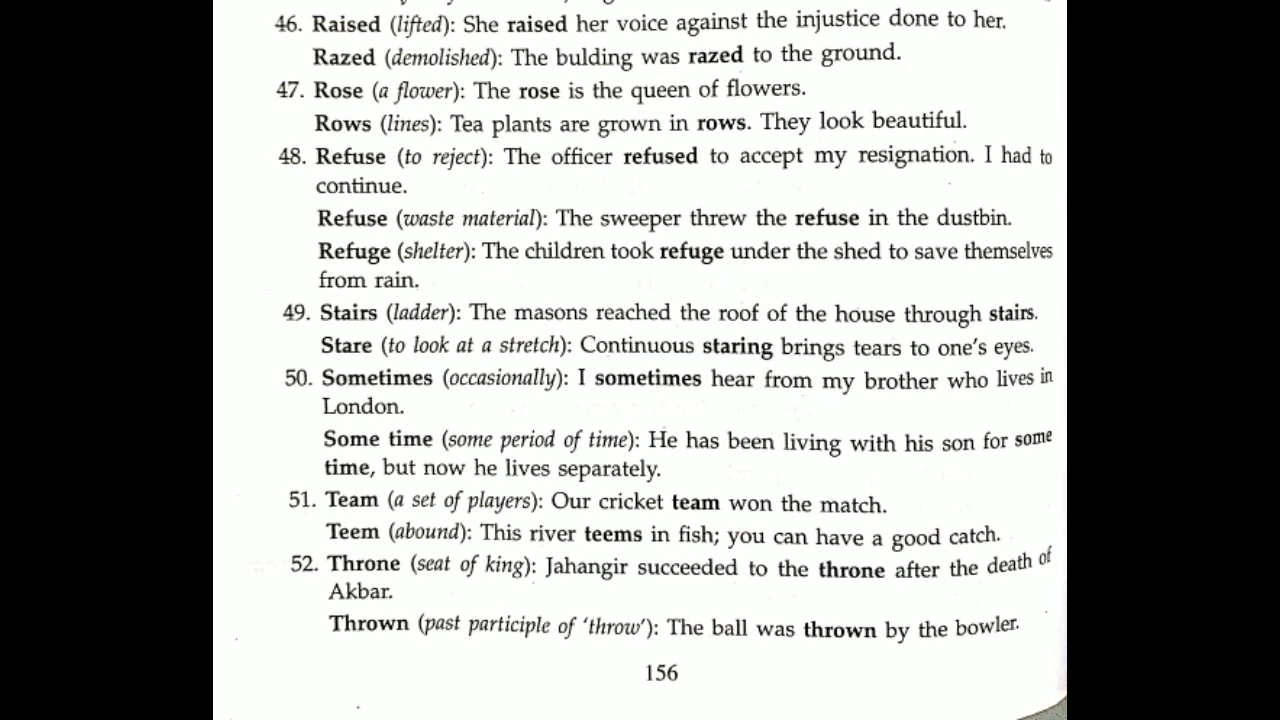 46. Raised (lifted): She raised her voice against the injustice done to her.
Razed (demolished): The bulding was razed to the ground.
47. Rose (a flower): The rose is the queen of flowers.
Rows (lines): Tea plants are grown in rows. They look beautiful.
48. Refuse (to reject): The officer refused to accept my resignation. I had to
continue.
Refuse (waste material): The sweeper threw the refuse in the dustbin.
Refuge (shelter): The children took refuge under the shed to save themselves
from rain.
49. Stairs (ladder): The masons reached the roof of the house through stairs.
Stare (to look at a stretch): Continuous staring brings tears to one's eyes.
50. Sometimes (occasionally): I sometimes hear from my brother who lives in
London.
Some time (some period of time): He has been living with his son for some
time, but now he lives separately.
51. Team (a set of players): Our cricket team won the match.
Teem (abound): This river teems in fish; you can have a good catch.
52. Throne (seat of king): Jahangir succeeded to the throne after the death of
Akbar.
Thrown (past participle of 'throw'): The ball was thrown by the bowler.
156